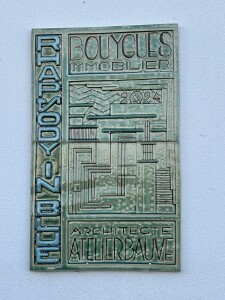 RHAPSODY IN BLUE
BOUYGUES
IMMOBILIER
2024
ARCHITECTE
ATELIER BAUVE